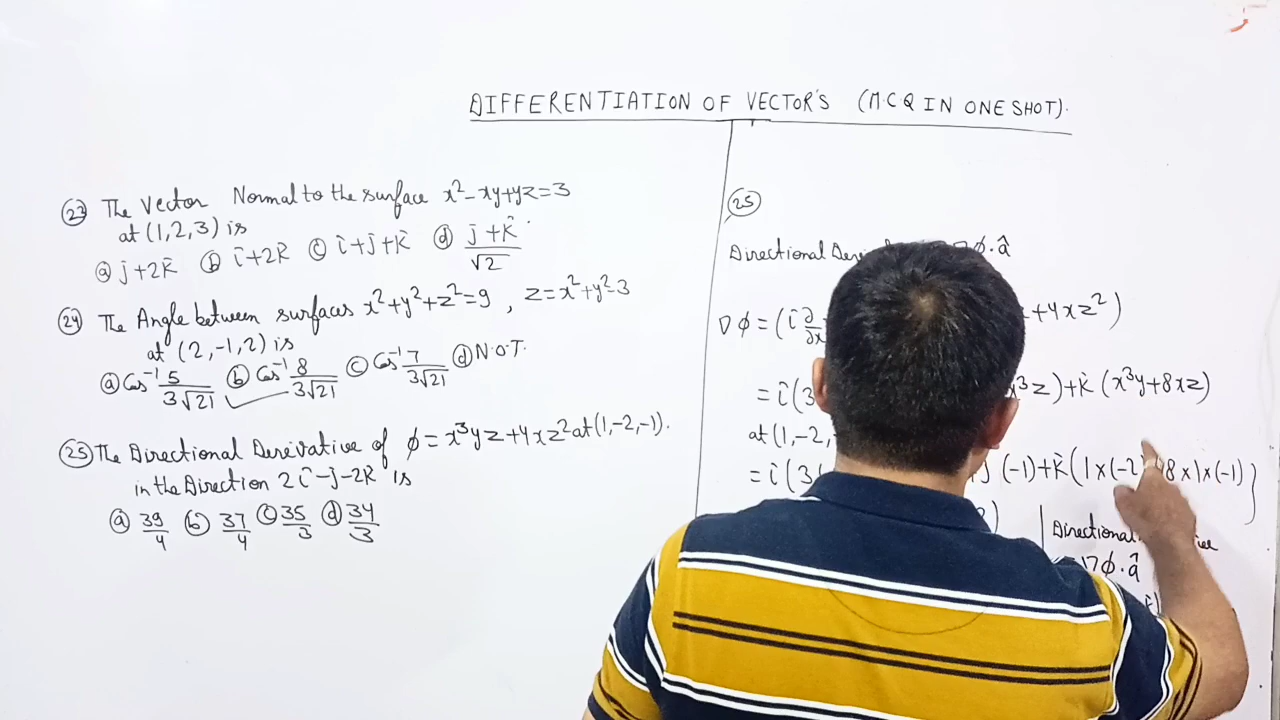 DIFFERENTIATION OF VECTOR'S (M.C.Q IN ONE SHOT).
(23) The Vector Normal to the surface x²-xy+yz=3
at (1,2,3) is
(a) j+2k̂ (b) î+2k̂ (c) î+j+k̂ (d) j+k̂/√2
(24) The Angle between surfaces x²+y²+z²=9, z=x²+y²-3
at (2,-1,2) is
(a) Cos⁻¹ 5/3√21 (b) Cos⁻¹ 8/3√21 (c) Cos⁻¹ 7/3√21 (d) N.O.T.
(25) The Directional Derivative of φ=x³yz+4xz² at (1,-2,-1).
in the Direction 2î-j-2k̂ is
(a) 39/4 (b) 37/4 (c) 35/3 (d) 34/3
(25)
Directional φ.â
∇φ=(î ∂/∂x +4xz²)
=î(3 x³z)+k̂(x³y+8xz)
at (1,-2,
=î(3 j(-1)+k̂(1×(-2) 8×1×(-1)}
Directional
∇φ.â